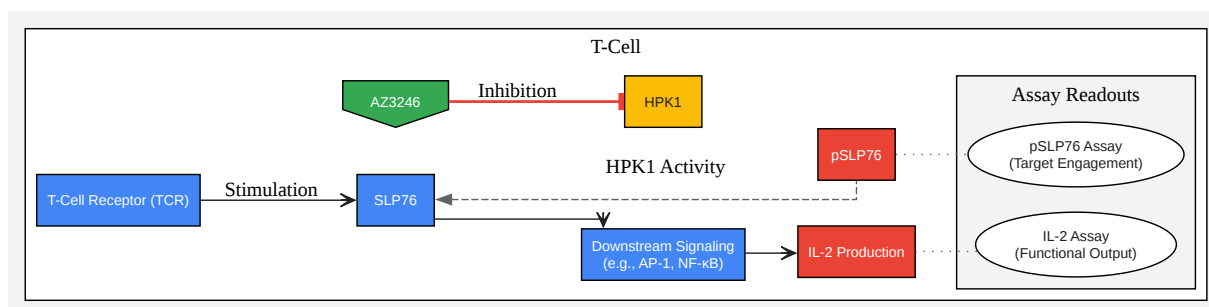 T-Cell
AZ3246
Inhibition
HPK1
Assay Readouts
pSLP76
pSLP76 Assay
(Target Engagement)
HPK1 Activity
T-Cell Receptor (TCR)
Stimulation
SLP76
Downstream Signaling
(e.g., AP-1, NF-κB)
IL-2 Production
IL-2 Assay
(Functional Output)